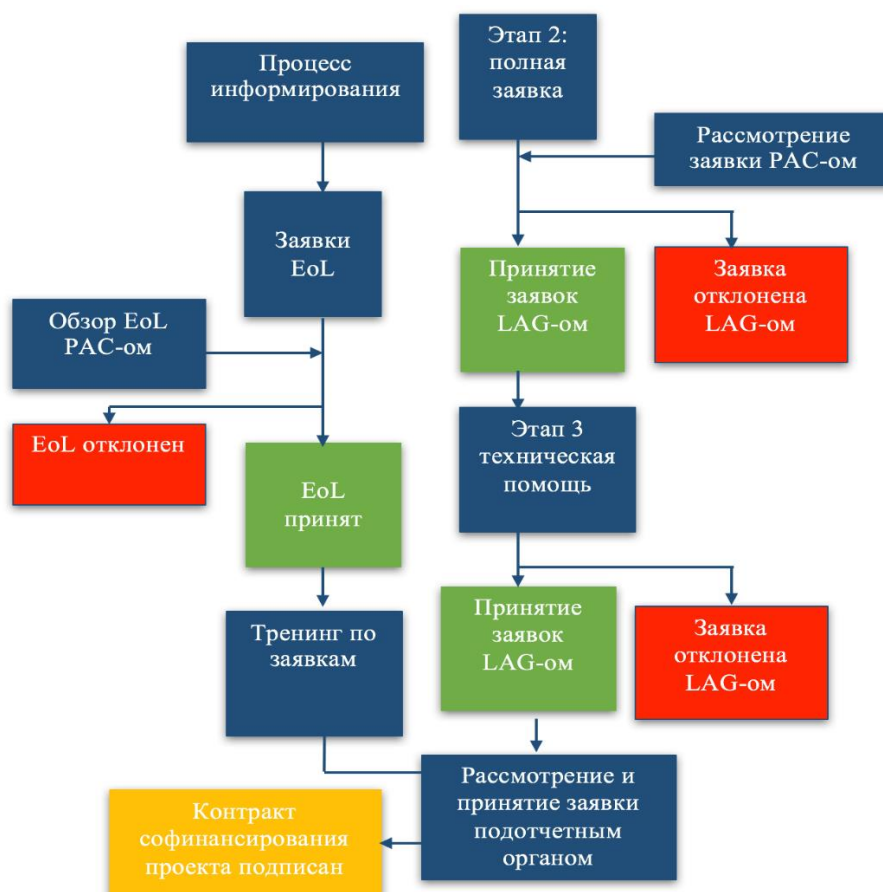 Процесс
информирования
Заявки
EoL
Обзор EoL
PAC-ом
EoL отклонен
EoL
принят
Тренинг по
заявкам
Этап 2:
полная
заявка
Рассмотрение
заявки PAC-ом
Принятие
заявок
LAG-ом
Заявка
отклонена
LAG-ом
Этап 3
техническая
помощь
Принятие
заявок
LAG-ом
Заявка
отклонена
LAG-ом
Рассмотрение и
принятие заявки
подотчетным
органом
Контракт
софинансирования
проекта подписан